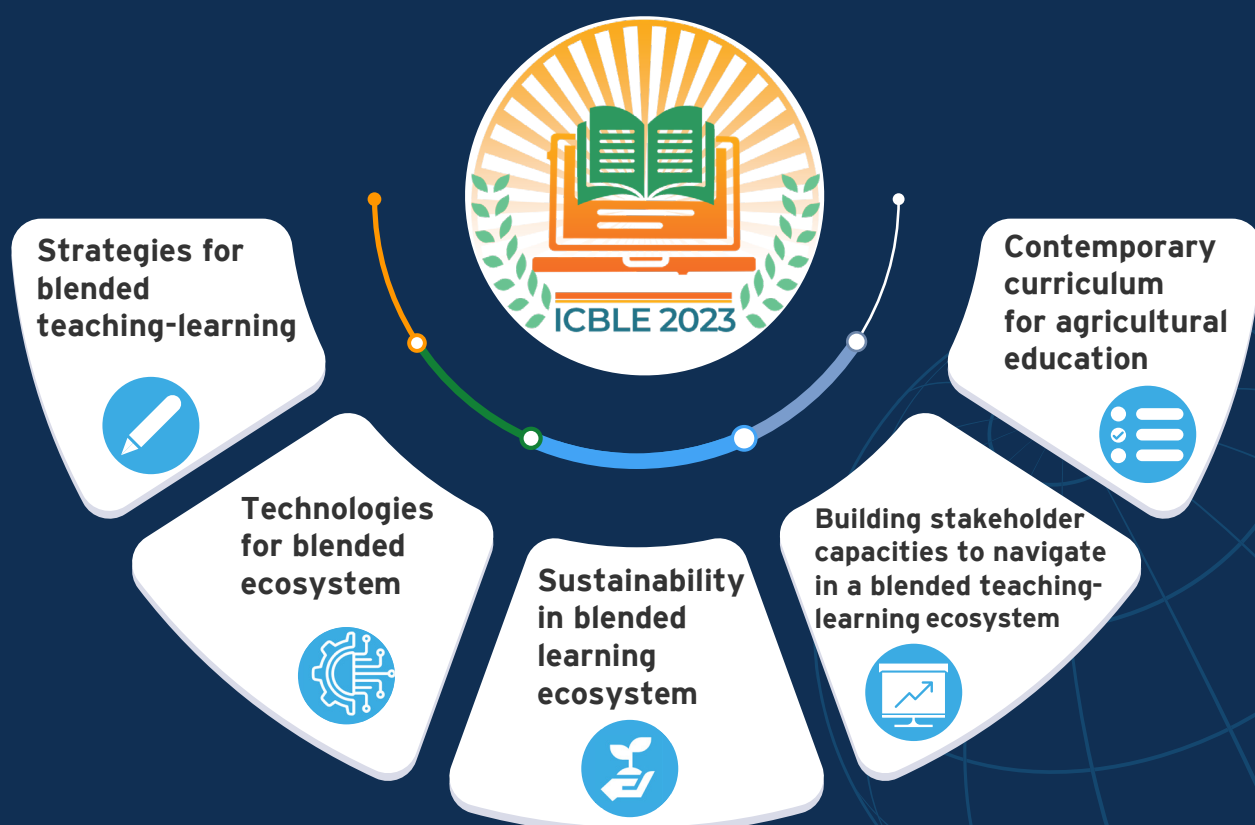 ICBLE 2023
Strategies for
blended
teaching-learning
Technologies
for blended
ecosystem
Sustainability
in blended
learning
ecosystem
Building stakeholder
capacities to navigate
in a blended teaching-
learning ecosystem
Contemporary
curriculum
for agricultural
education